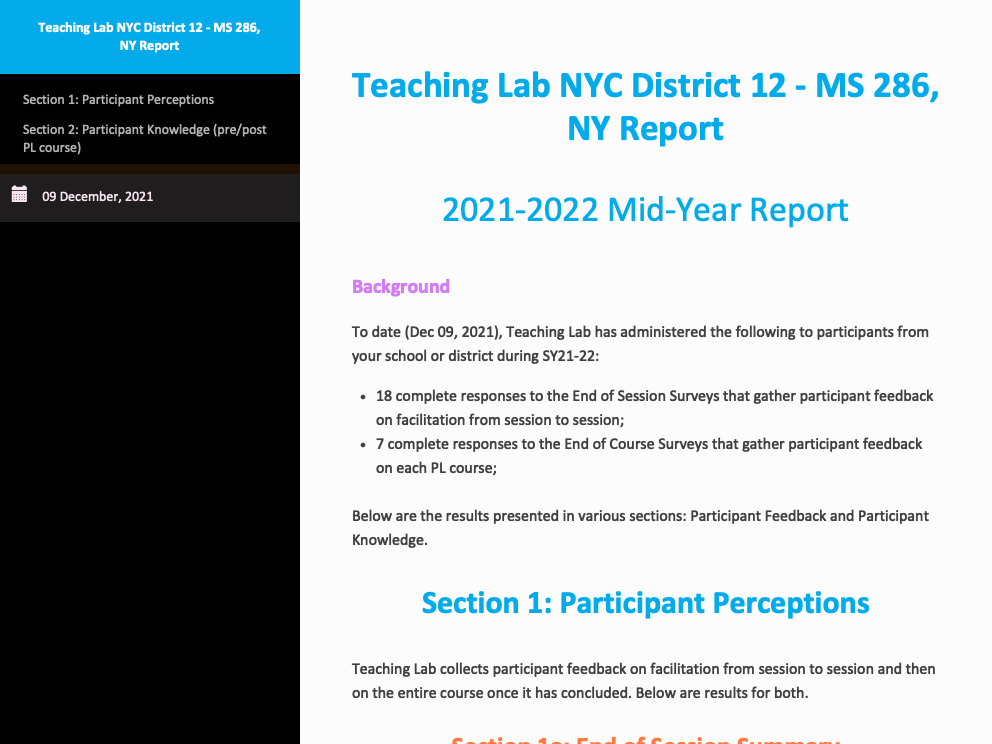 Teaching Lab NYC District 12 - MS 286,
NY Report
Section 1: Participant Perceptions
Section 2: Participant Knowledge (pre/post
PL course)
09 December, 2021
Teaching Lab NYC District 12 - MS 286,
NY Report
2021-2022 Mid-Year Report
Background
To date (Dec 09, 2021), Teaching Lab has administered the following to participants from
your school or district during SY21-22:
• 18 complete responses to the End of Session Surveys that gather participant feedback
on facilitation from session to session;
• 7 complete responses to the End of Course Surveys that gather participant feedback
on each PL course;
Below are the results presented in various sections: Participant Feedback and Participant
Knowledge.
Section 1: Participant Perceptions
Teaching Lab collects participant feedback on facilitation from session to session and then
on the entire course once it has concluded. Below are results for both.
Section 1a: End of Session Summary